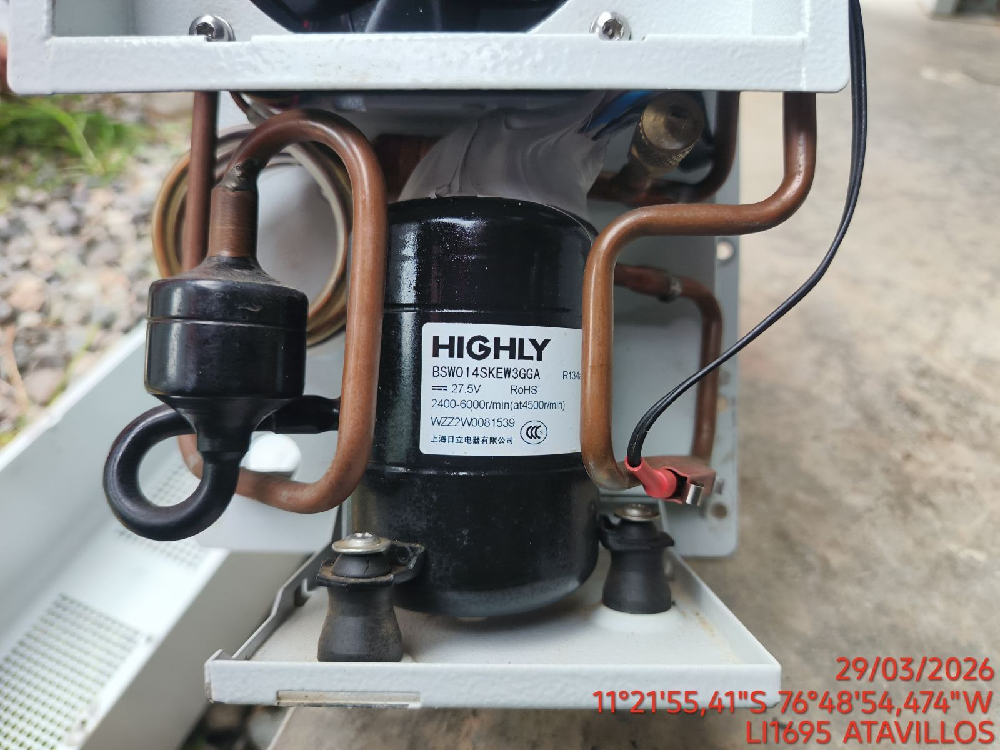 HIGHLY
BSW014SKEW3GGA R134a
27.5V RoHS
2400-6000r/min(at4500r/min)
WZZ2W0081539
CCC S
上海日立电器有限公司
29/03/2026
11°21'55,41"S 76°48'54,474"W
LI1695 ATAVILLOS